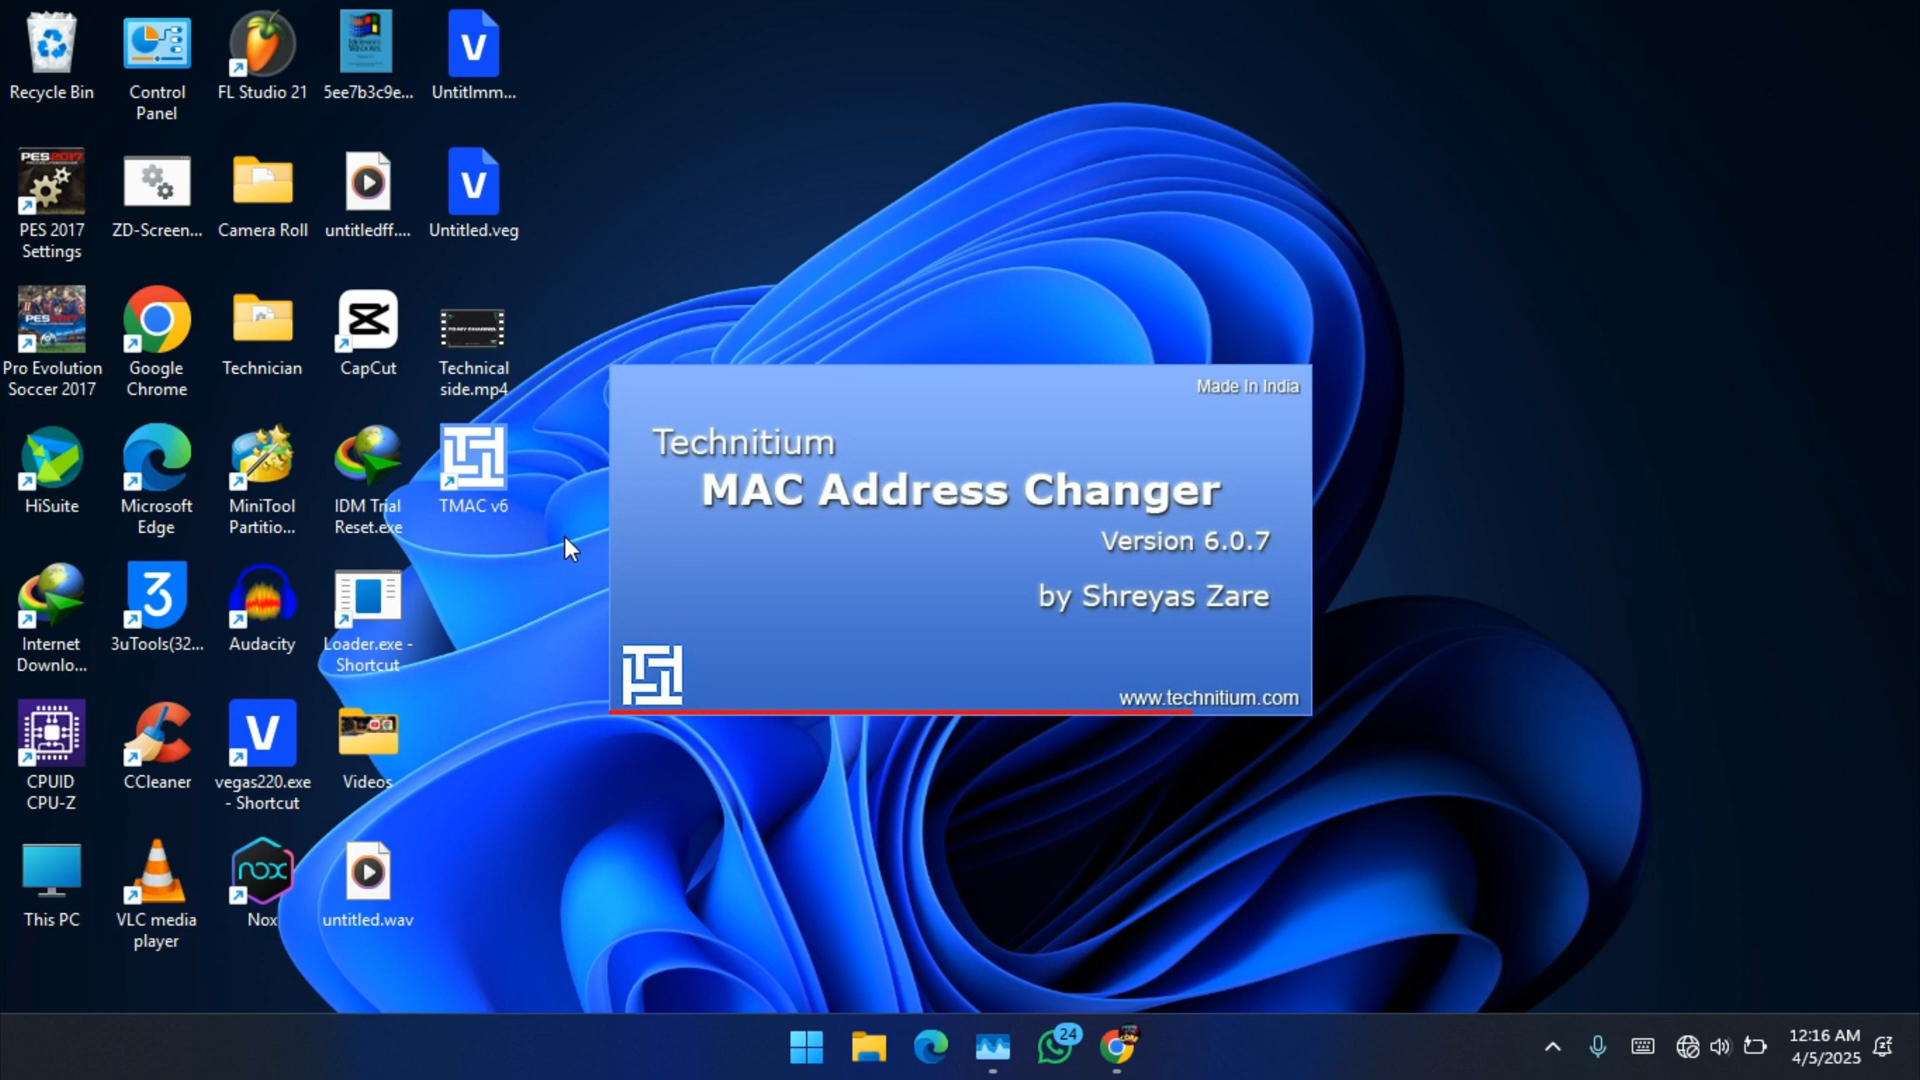 Recycle Bin
Control
Panel
FL Studio 21
5ee7b3c9e...
Untitlmm...
PES 2017
Settings
ZD-Screen...
Camera Roll
untitledff....
Untitled.veg
Pro Evolution
Soccer 2017
Google
Chrome
Technician
CapCut
Technical
side.mp4
HiSuite
Microsoft
Edge
MiniTool
Partitio...
IDM Trial
Reset.exe
TMAC v6
Internet
Downlo...
3uTools(32...
Audacity
Loader.exe -
Shortcut
CPUID
CPU-Z
CCleaner
vegas220.exe
- Shortcut
Videos
This PC
VLC media
player
nox
Nox
untitled.wav
Made In India
Technitium
MAC Address Changer
Version 6.0.7
by Shreyas Zare
www.technitium.com
24
12:16 AM
4/5/2025